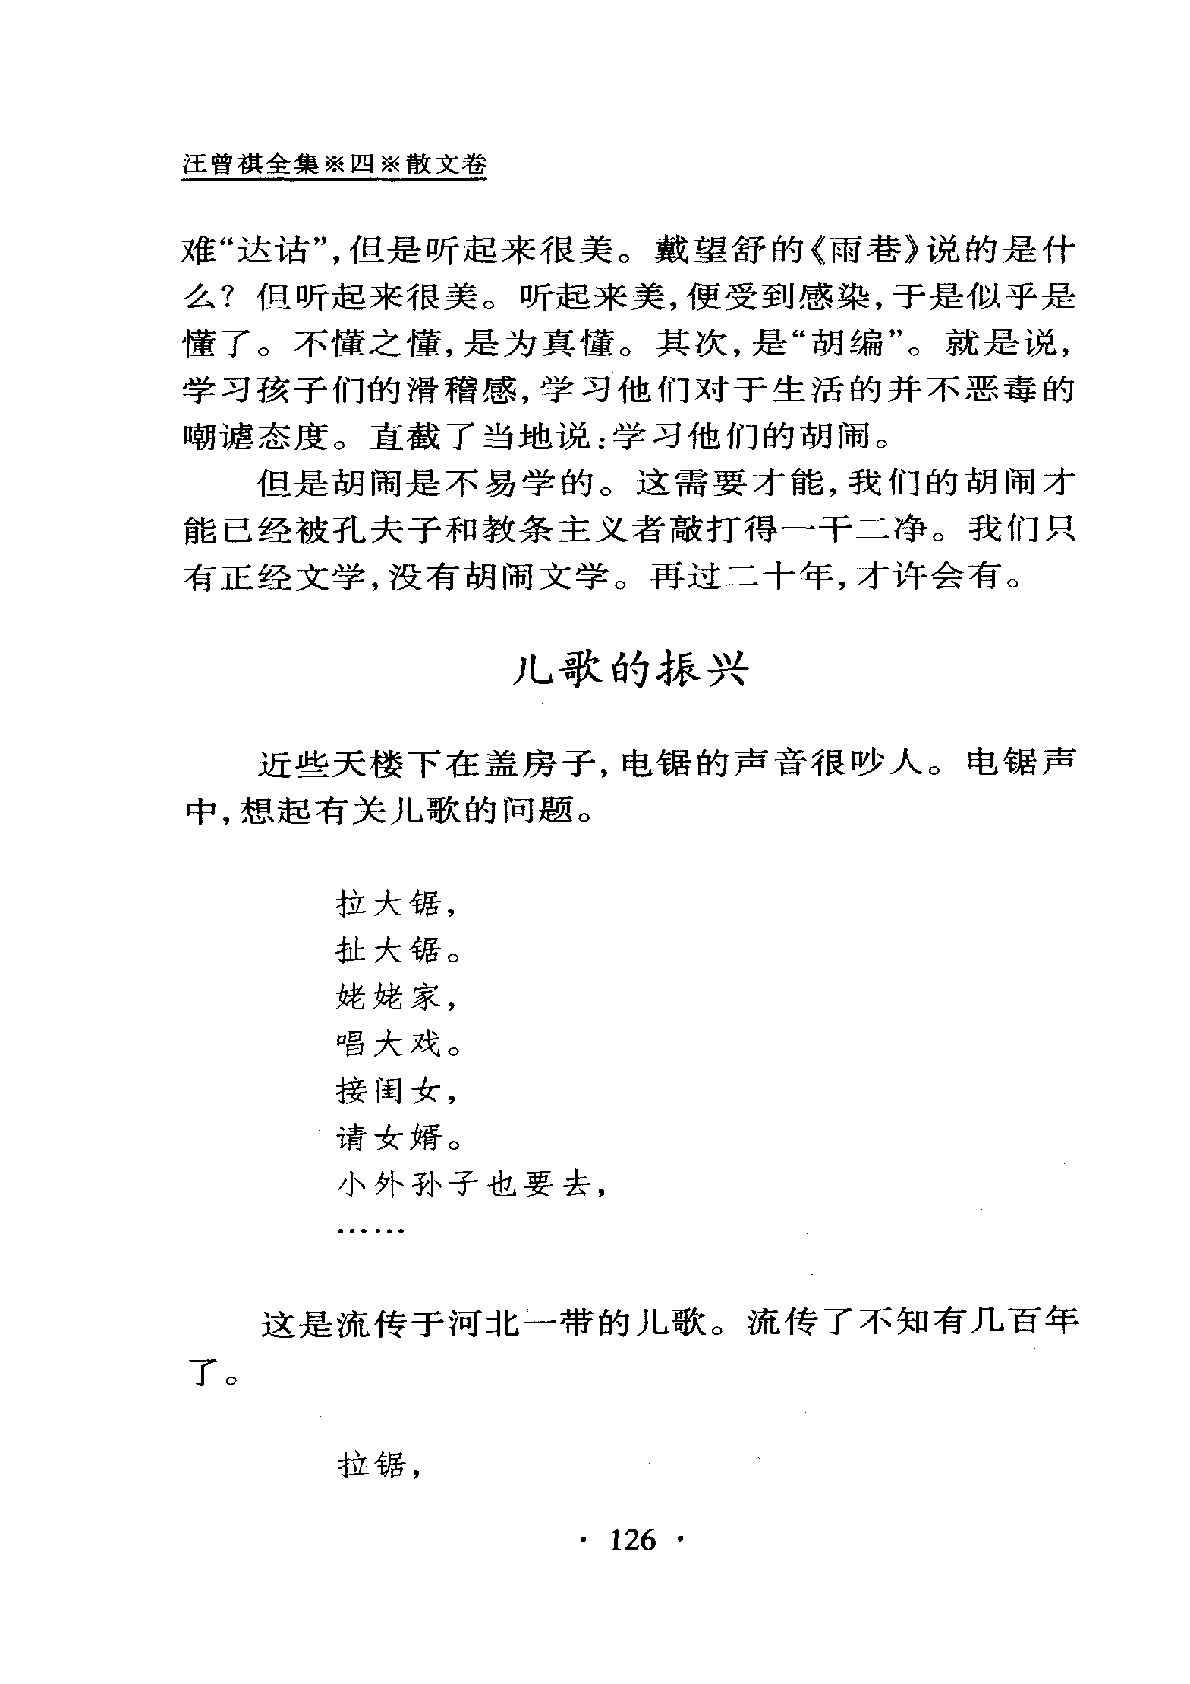 汪曾祺全集※四※散文卷
难“达诂”,但是听起来很美。戴望舒的《雨巷》说的是什
么?但听起来很美。听起来美,便受到感染,于是似乎是
懂了。不懂之懂,是为真懂。其次,是“胡编”。就是说,
学习孩子们的滑稽感,学习他们对于生活的并不恶毒的
嘲谑态度。直截了当地说:学习他们的胡闹。
但是胡闹是不易学的。这需要才能,我们的胡闹才
能已经被孔夫子和教条主义者敲打得一干二净。我们只
有正经文学,没有胡闹文学。再过二十年,才许会有。
儿歌的振兴
近些天楼下在盖房子,电锯的声音很吵人。电锯声
中,想起有关儿歌的问题。
拉大锯,
扯大锯。
姥姥家,
唱大戏。
接闺女,
请女婿。
小外孙子也要去,
……
这是流传于河北一带的儿歌。流传了不知有几百年
了。
拉锯,
· 126 ·